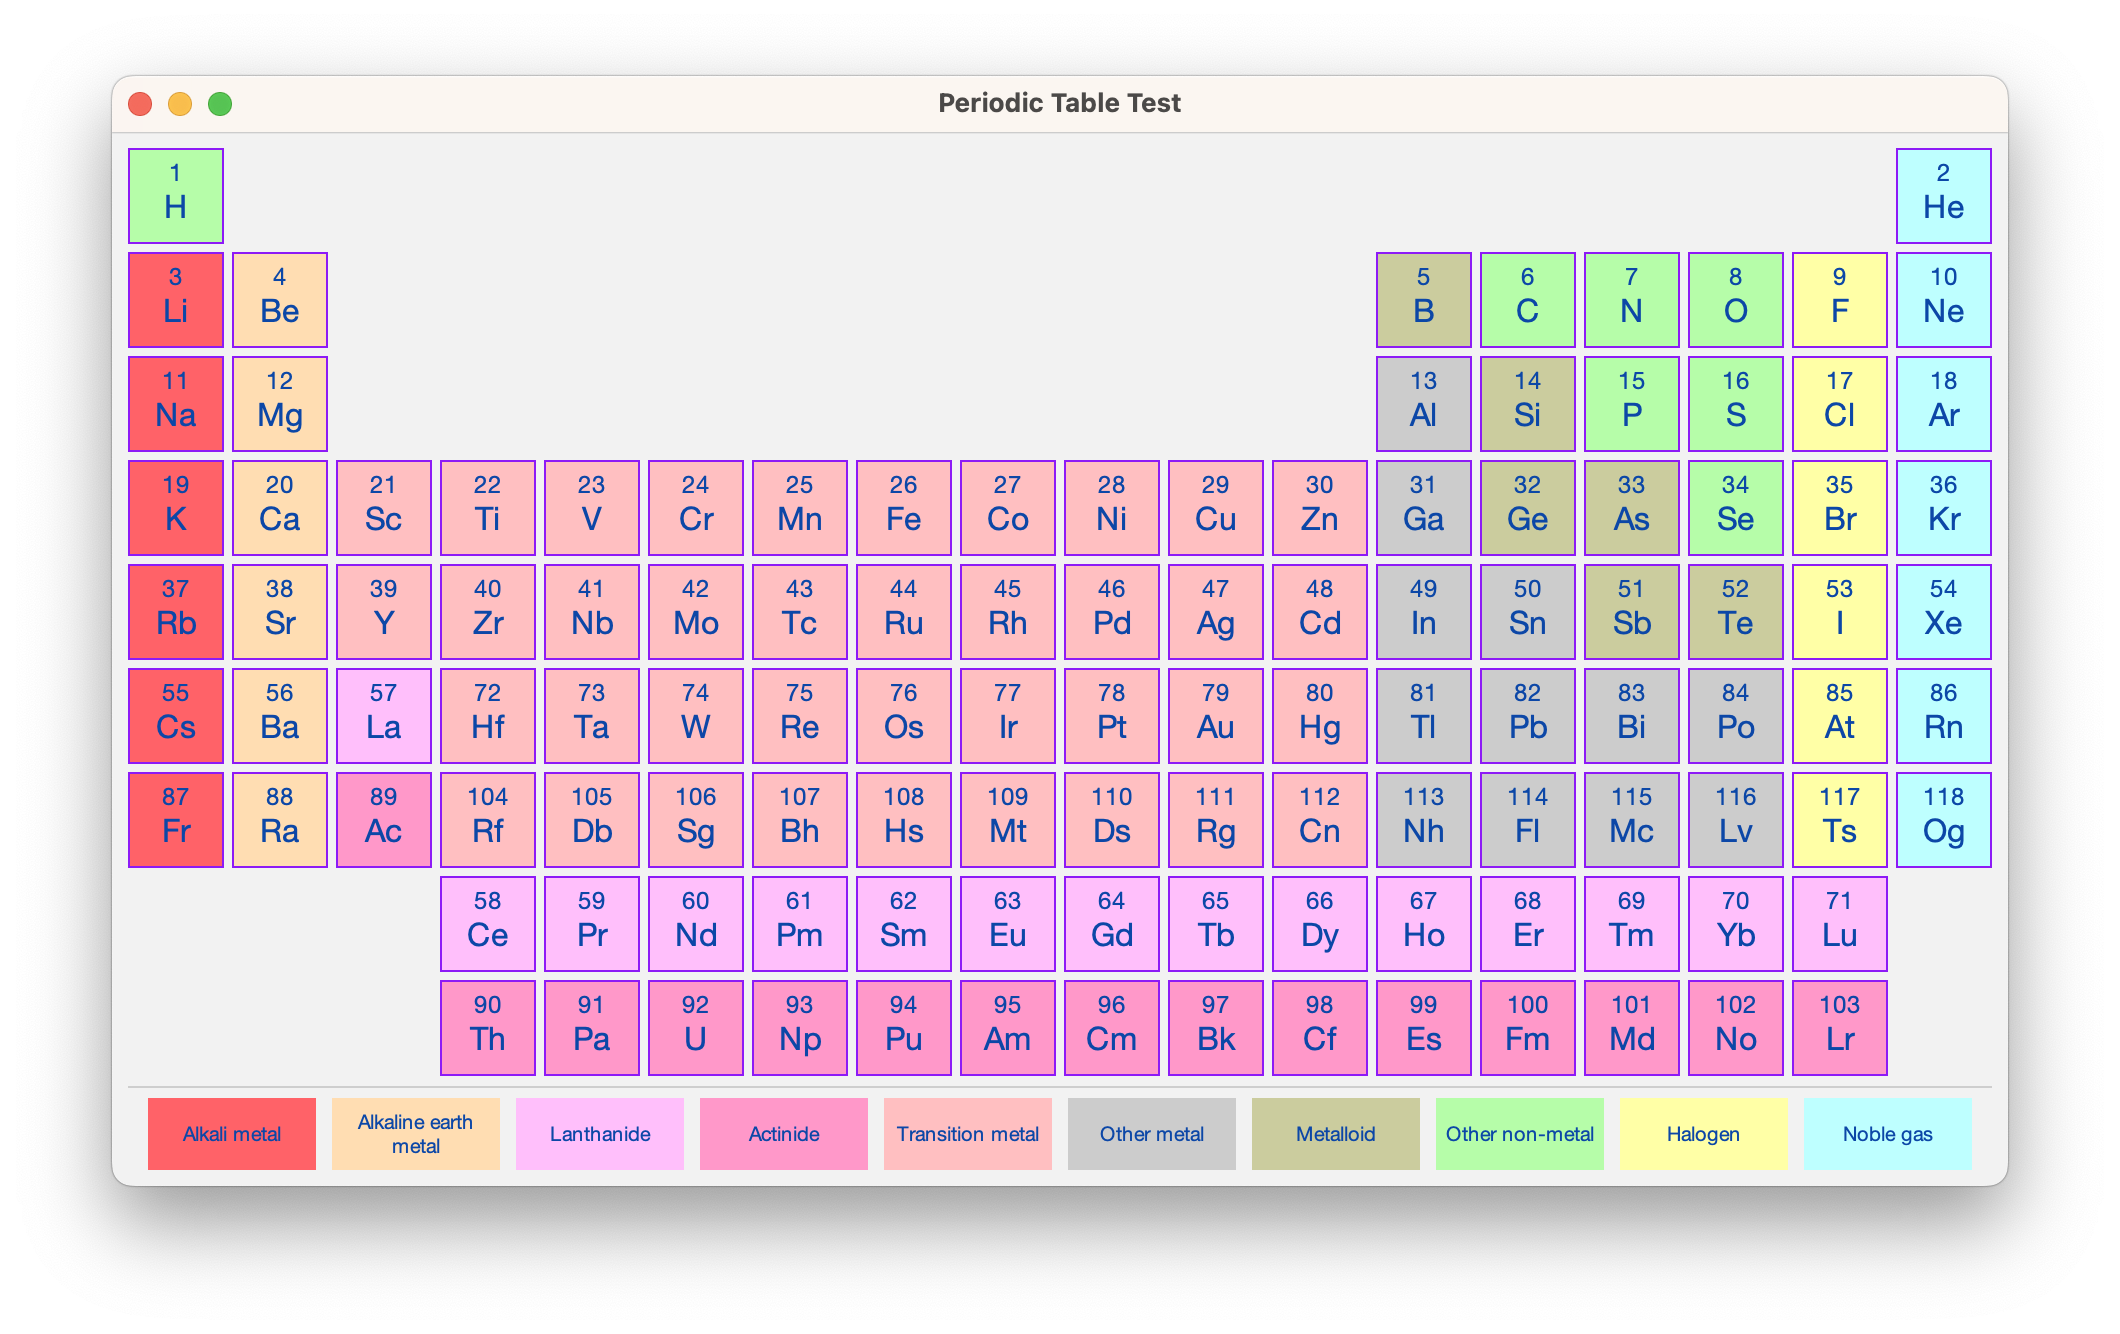 Periodic Table Test
1 2
H He
3 4 5 6 7 8 9 10
Li Be B C N O F Ne
11 12 13 14 15 16 17 18
Na Mg Al Si P S Cl Ar
19 20 21 22 23 24 25 26 27 28 29 30 31 32 33 34 35 36
K Ca Sc Ti V Cr Mn Fe Co Ni Cu Zn Ga Ge As Se Br Kr
37 38 39 40 41 42 43 44 45 46 47 48 49 50 51 52 53 54
Rb Sr Y Zr Nb Mo Tc Ru Rh Pd Ag Cd In Sn Sb Te I Xe
55 56 57 72 73 74 75 76 77 78 79 80 81 82 83 84 85 86
Cs Ba La Hf Ta W Re Os Ir Pt Au Hg Tl Pb Bi Po At Rn
87 88 89 104 105 106 107 108 109 110 111 112 113 114 115 116 117 118
Fr Ra Ac Rf Db Sg Bh Hs Mt Ds Rg Cn Nh Fl Mc Lv Ts Og
58 59 60 61 62 63 64 65 66 67 68 69 70 71
Ce Pr Nd Pm Sm Eu Gd Tb Dy Ho Er Tm Yb Lu
90 91 92 93 94 95 96 97 98 99 100 101 102 103
Th Pa U Np Pu Am Cm Bk Cf Es Fm Md No Lr
Alkali metal
Alkaline earth
metal
Lanthanide
Actinide
Transition metal
Other metal
Metalloid
Other non-metal
Halogen
Noble gas